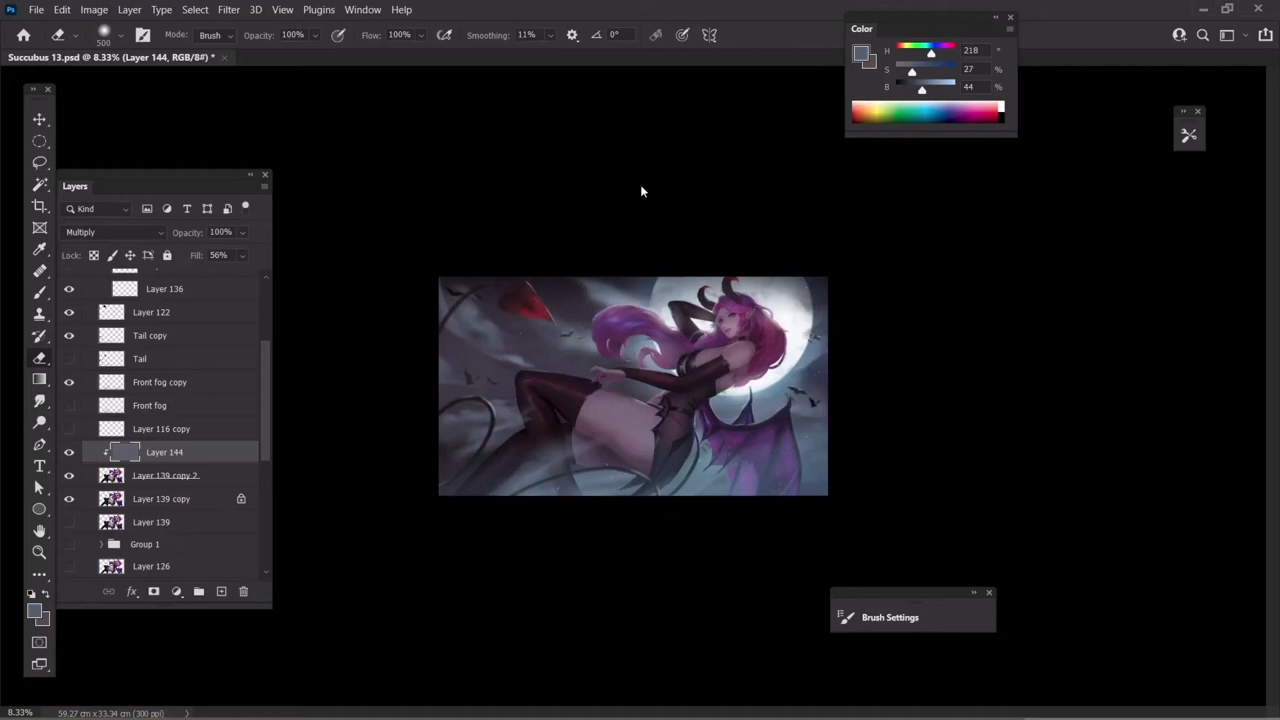 Ps File Edit Image Layer Type Select Filter 3D View Plugins Window Help
500 Mode: Brush Opacity: 100% Flow: 100% Smoothing: 11% 0°
Succubus 13.psd @ 8.33% (Layer 144, RGB/8#) * ×
Color
H 218 °
S 27 %
B 44 %
Layers
Kind
Multiply Opacity: 100%
Lock: Fill: 56%
Layer 136
Layer 122
Tail copy
Tail
Front fog copy
Front fog
Layer 116 copy
Layer 144
Layer 139 copy 2
Layer 139 copy
Layer 139
Group 1
Layer 126
fx
Brush Settings
8.33% 59.27 cm x 33.34 cm (300 ppi)